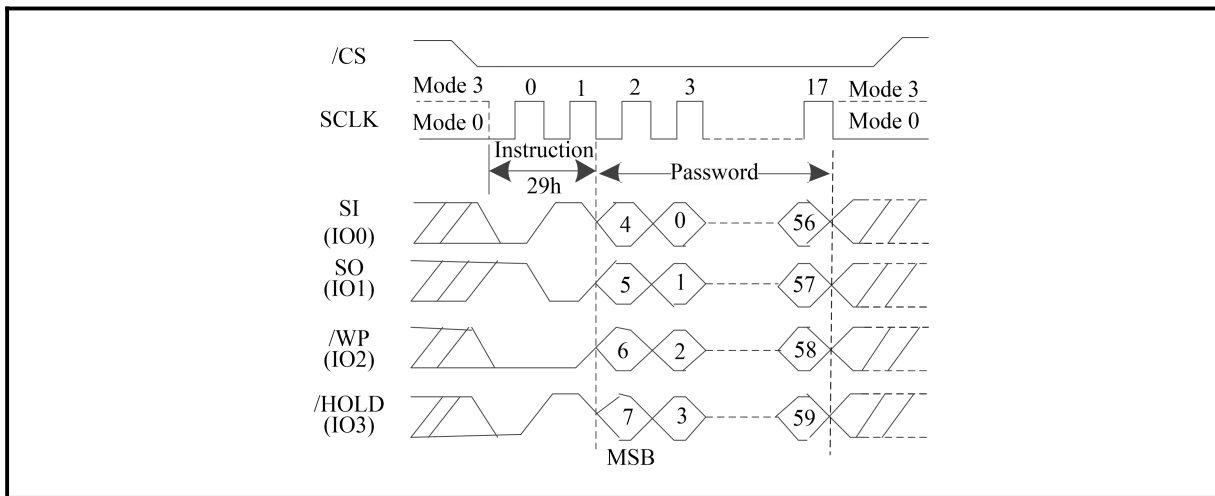 /CS
Mode 3 0 1 2 3 17 Mode 3
SCLK Mode 0 Mode 0
Instruction Password
29h
SI
(IO0) 4 0 56
SO
(IO1) 5 1 57
/WP
(IO2) 6 2 58
/HOLD
(IO3) 7 3 59
MSB